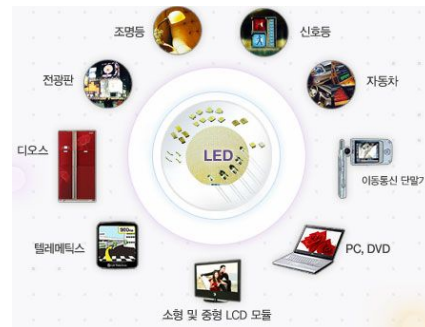 조명등
신호등
전광판
자동차
LED
디오스
이동통신 단말기
텔레메틱스
PC, DVD
소형 및 중형 LCD 모듈